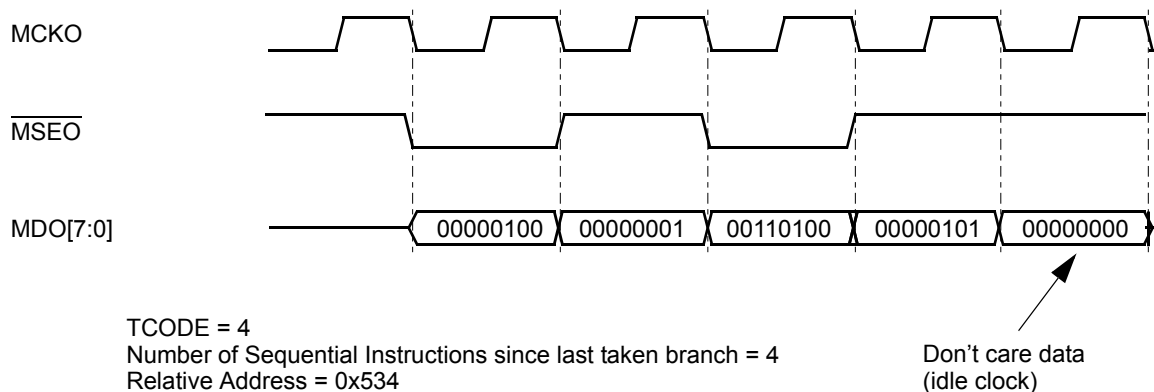 MCKO
MSEO
MDO[7:0]
00000100 00000001 00110100 00000101 00000000
TCODE = 4
Number of Sequential Instructions since last taken branch = 4
Relative Address = 0x534
Don't care data
(idle clock)